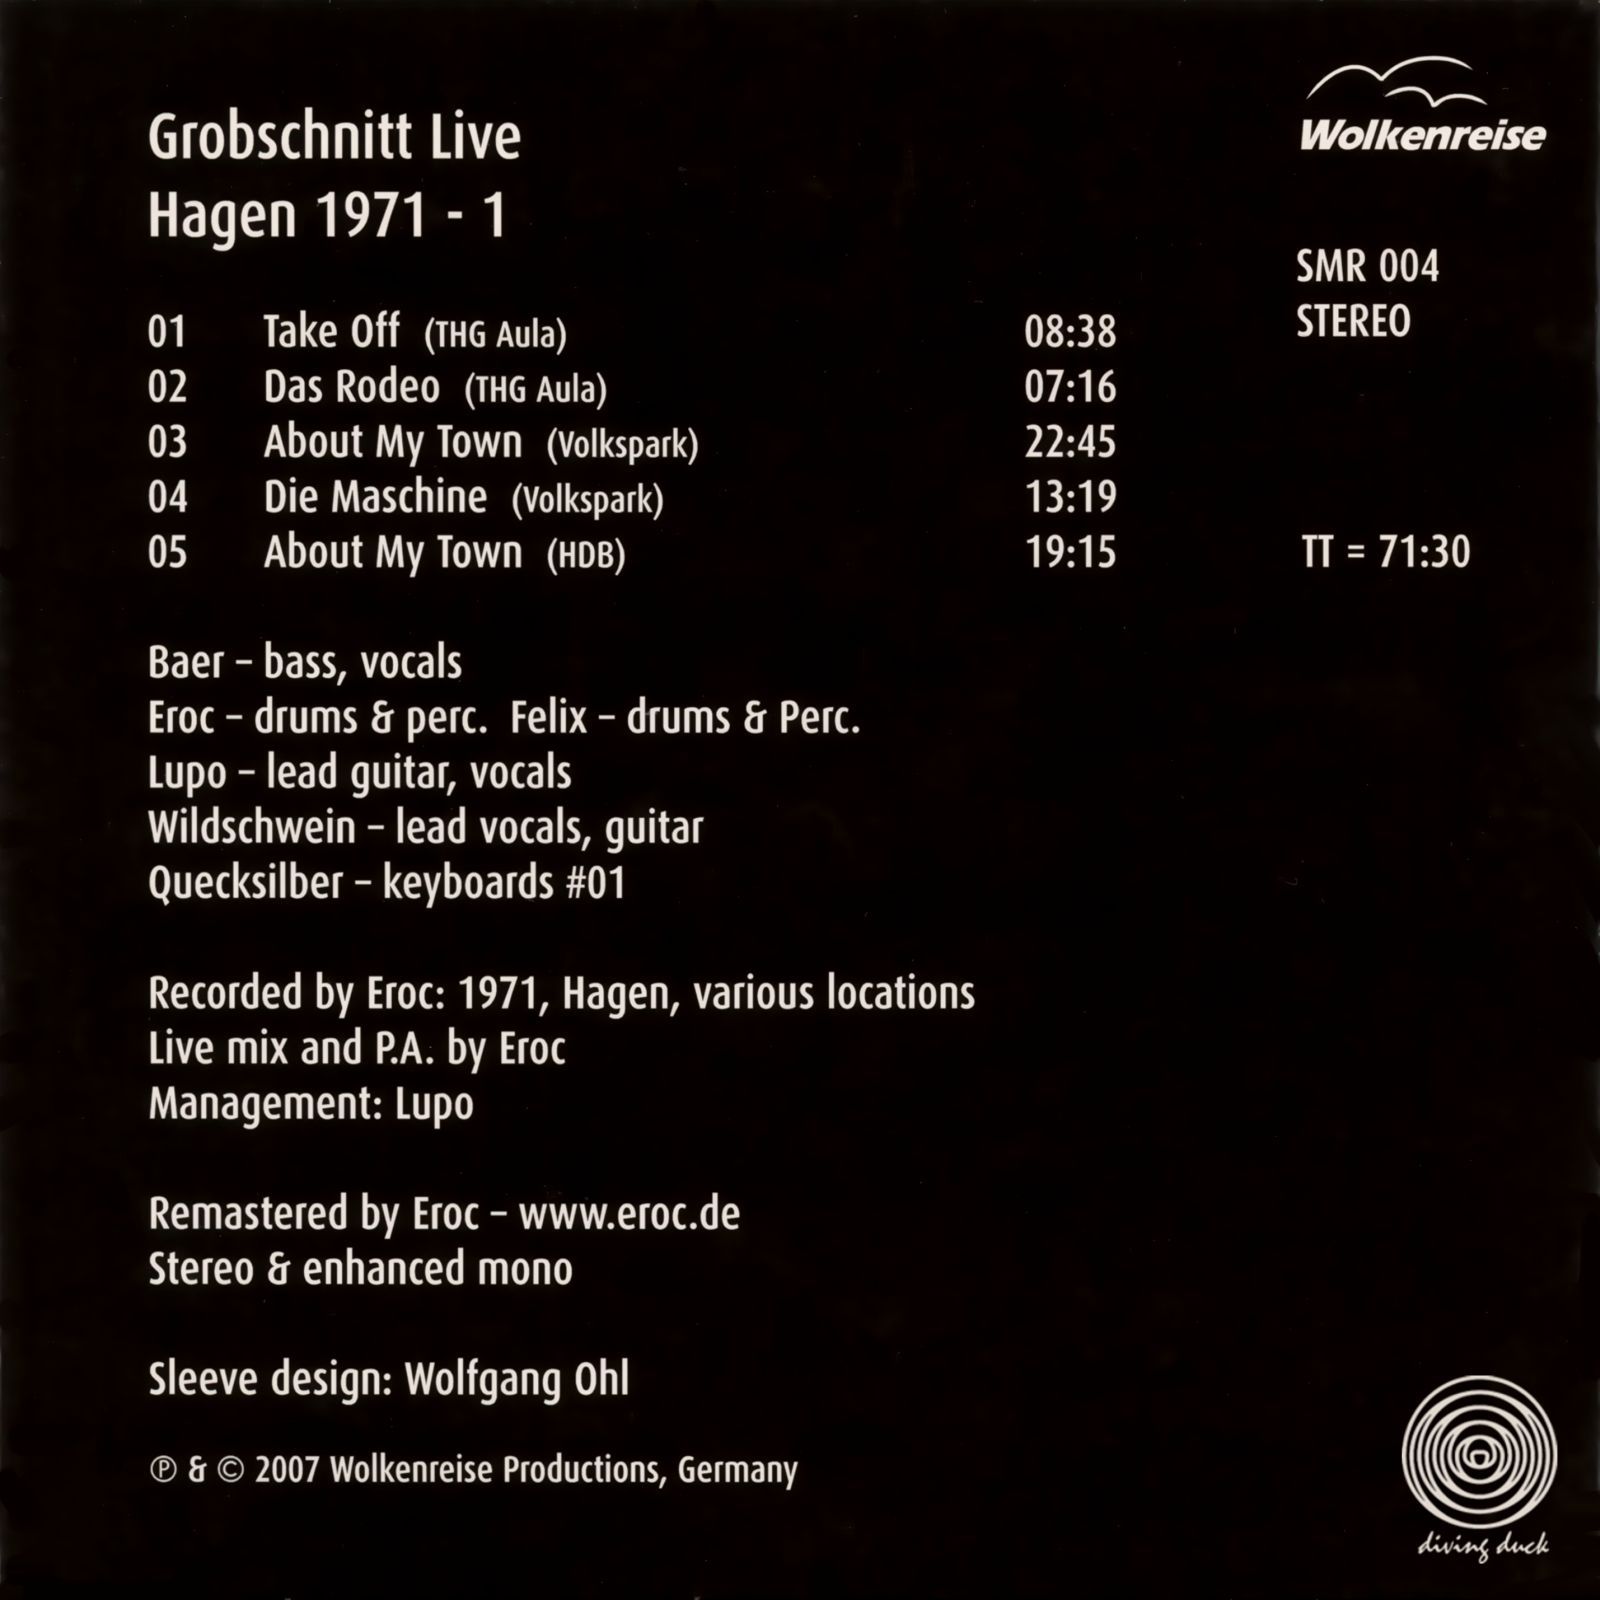 Grobschnitt Live
Hagen 1971 - 1
Wolkenreise
SMR 004
STEREO
01 Take Off (THG Aula) 08:38
02 Das Rodeo (THG Aula) 07:16
03 About My Town (Volkspark) 22:45
04 Die Maschine (Volkspark) 13:19
05 About My Town (HDB) 19:15 TT = 71:30
Baer – bass, vocals
Eroc – drums & perc. Felix – drums & Perc.
Lupo – lead guitar, vocals
Wildschwein – lead vocals, guitar
Quecksilber – keyboards #01
Recorded by Eroc: 1971, Hagen, various locations
Live mix and P.A. by Eroc
Management: Lupo
Remastered by Eroc – www.eroc.de
Stereo & enhanced mono
Sleeve design: Wolfgang Ohl
℗ & © 2007 Wolkenreise Productions, Germany
diving duck